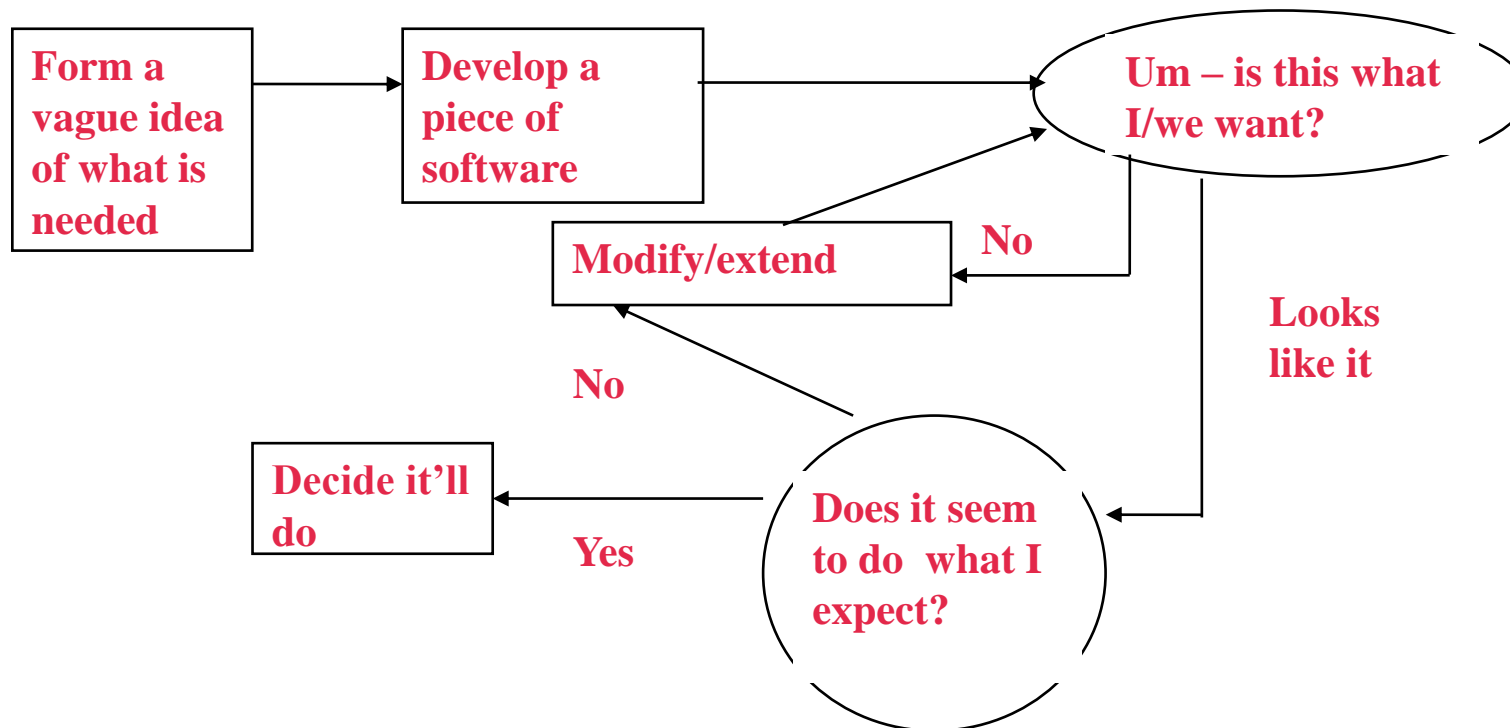 Form a
vague idea
of what is
needed
Develop a
piece of
software
Um – is this what
I/we want?
Modify/extend
No
Looks
like it
No
Decide it’ll
do
Yes
Does it seem
to do  what I
expect?